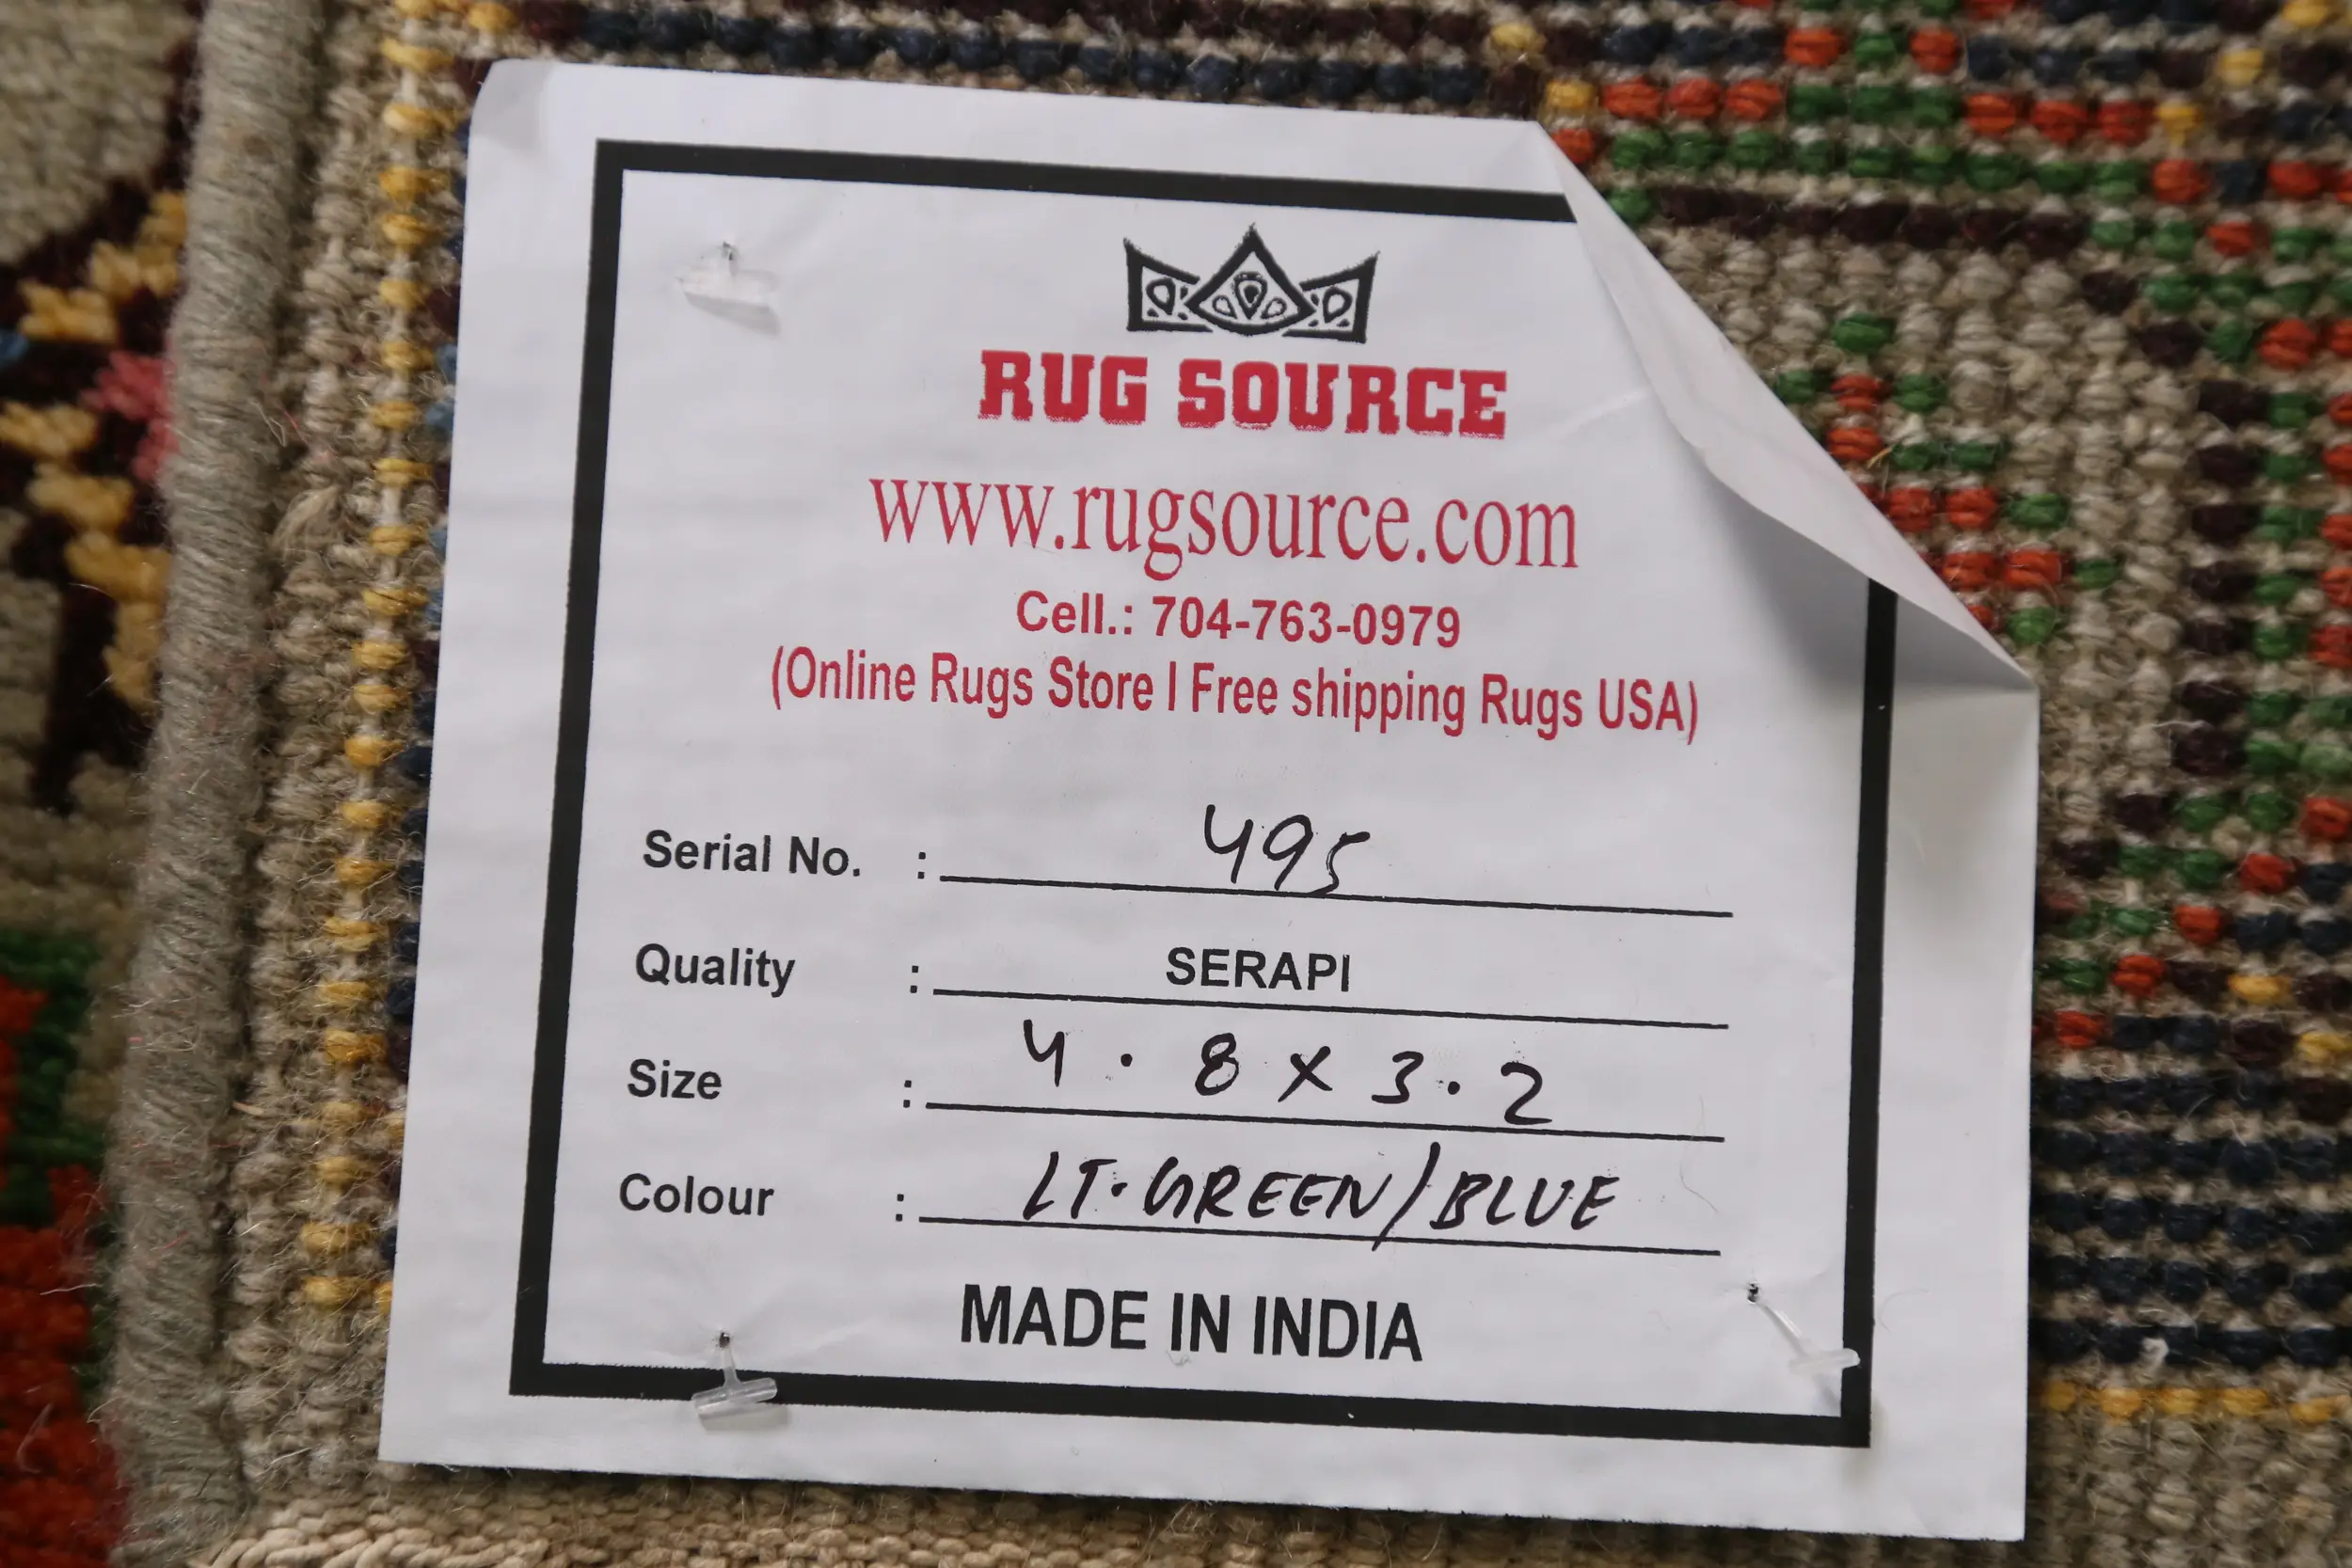 RUG SOURCE
www.rugsource.com
Cell.: 704-763-0979
(Online Rugs Store I Free shipping Rugs USA)
Serial No. : 495
Quality : SERAPI
Size : 4.8 x 3.2
Colour : LT.GREEN/BLUE
MADE IN INDIA